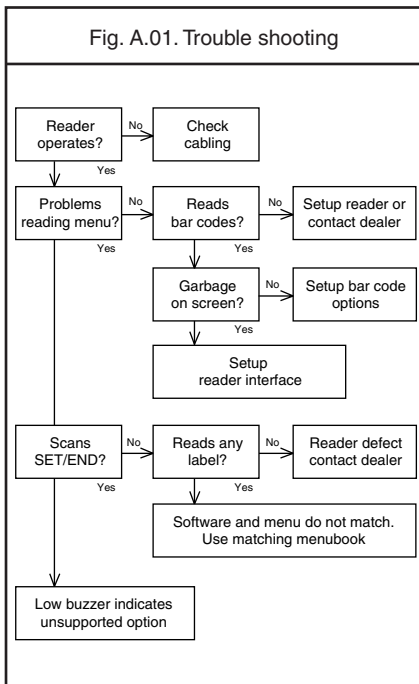 Fig. A.01. Trouble shooting
Reader
operates?
No
Check
cabling
Yes
Problems
reading menu?
No
Reads
bar codes?
No
Setup reader or
contact dealer
Yes
Yes
Garbage
on screen?
No
Setup bar code
options
Yes
Setup
reader interface
Scans
SET/END?
No
Reads any
label?
No
Reader defect
contact dealer
Yes
Yes
Software and menu do not match.
Use matching menubook
Low buzzer indicates
unsupported option